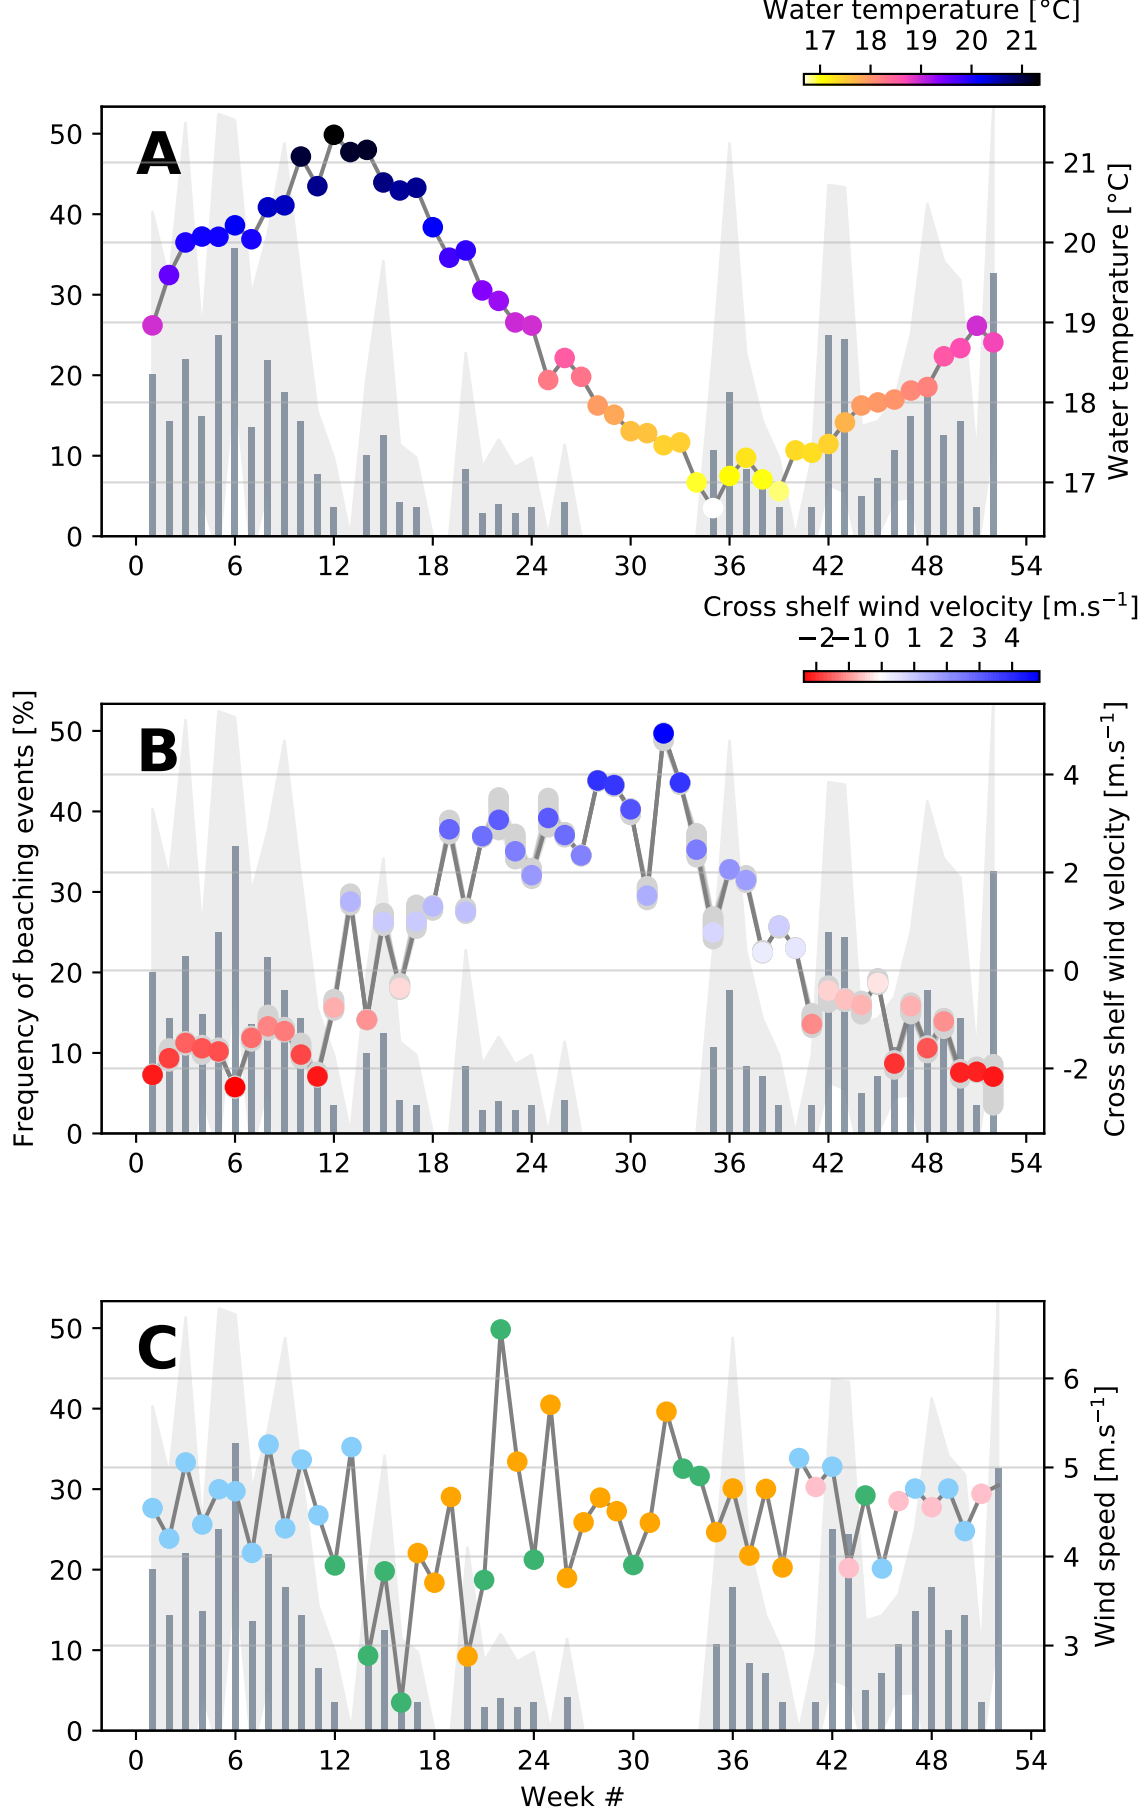 Water temperature [°C]
17 18 19 20 21
A
50
40
30
20
10
0
21
20
19
18
17
Water temperature [°C]
0 6 12 18 24 30 36 42 48 54
Cross shelf wind velocity [m.s⁻¹]
−2 −1 0 1 2 3 4
B
Frequency of beaching events [%]
50
40
30
20
10
0
4
2
0
-2
Cross shelf wind velocity [m.s⁻¹]
0 6 12 18 24 30 36 42 48 54
C
50
40
30
20
10
0
6
5
4
3
Wind speed [m.s⁻¹]
0 6 12 18 24 30 36 42 48 54
Week #